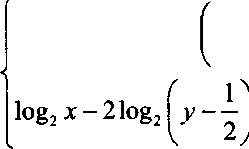 (
log₂ x − 2 log₂ (y − 1/2)